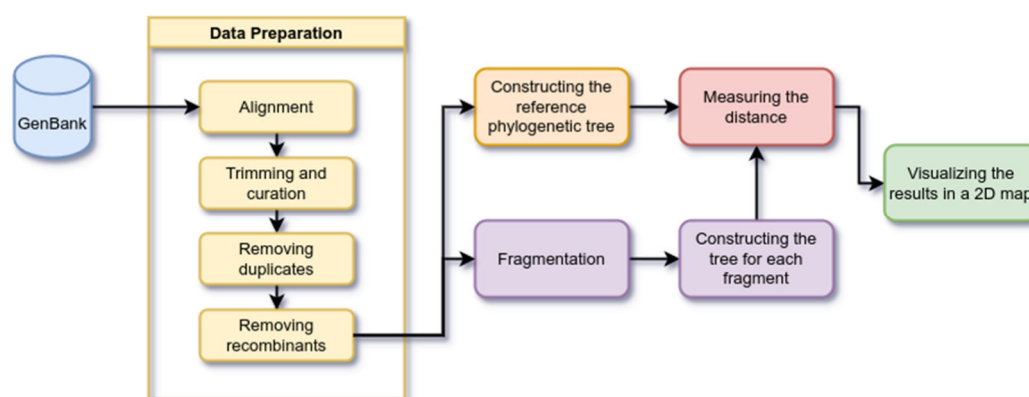 Data Preparation
GenBank
Alignment
Trimming and
curation
Removing
duplicates
Removing
recombinants
Constructing the
reference
phylogenetic tree
Measuring the
distance
Fragmentation
Constructing the
tree for each
fragment
Visualizing the
results in a 2D map